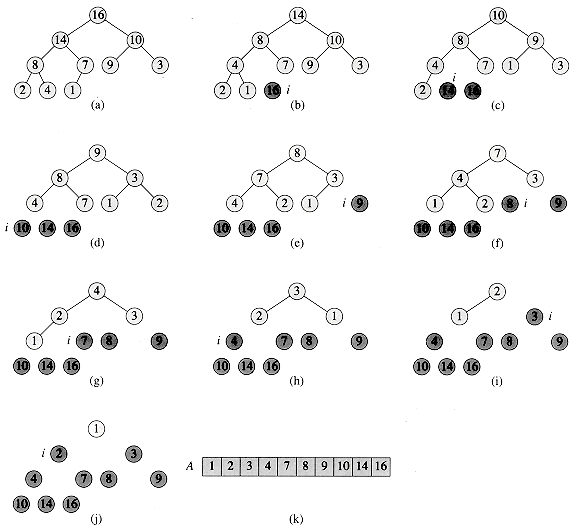 16
14 10
8 7 9 3
2 4 1
(a)
14
8 10
4 7 9 3
2 1 16 i
(b)
10
8 9
4 7 1 3
i
2 14 16
(c)
9
8 3
4 7 1 2
i 10 14 16
(d)
8
7 3
4 2 1 i 9
10 14 16
(e)
7
4 3
1 2 8 i 9
10 14 16
(f)
4
2 3
1 i 7 8 9
10 14 16
(g)
3
2 1
i 4 7 8 9
10 14 16
(h)
2
1 3 i
4 7 8 9
10 14 16
(i)
1
i 2 3
4 7 8 9
10 14 16
(j)
A 1 2 3 4 7 8 9 10 14 16
(k)